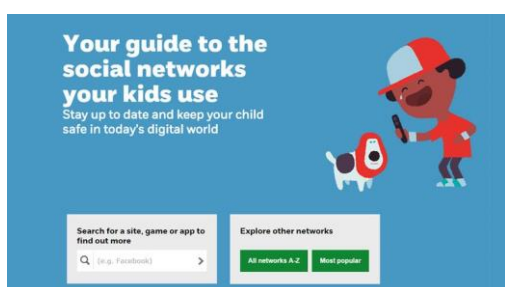 Your guide to the
social networks
your kids use
Stay up to date and keep your child
safe in today's digital world
Search for a site, game or app to
find out more
(e.g. Facebook)
Explore other networks
All networks A-Z
Most popular